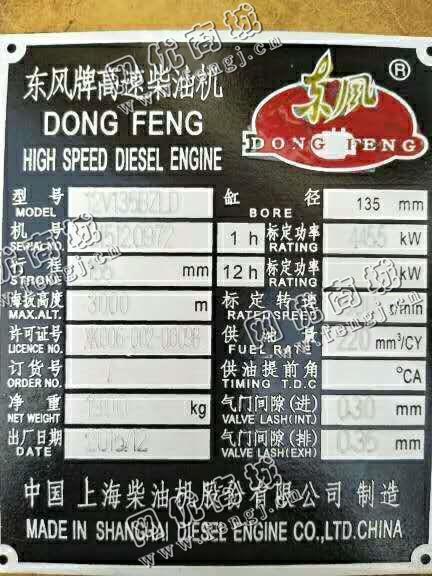 东风牌高速柴油机
DONG FENG
HIGH SPEED DIESEL ENGINE
东風
®
DONG FENG
型号 MODEL 12V135BZLD
缸径 BORE 135 mm
机号 SERIAL NO.
1h 标定功率 RATING kW
行程 STROKE mm
12h 标定功率 RATING kW
海拔高度 MAX.ALT. 3000 m
标定转速 RATED SPEED r/min
许可证号 LICENCE NO.
供油量 FUEL RATE 220 mm³/CY
订货号 ORDER NO. /
供油提前角 TIMING T.D.C °CA
净重 NET WEIGHT kg
气门间隙(进) VALVE LASH(INT) 0.30 mm
出厂日期 DATE
气门间隙(排) VALVE LASH(EXH) 0.35 mm
中国 上海柴油机股份有限公司 制造
MADE IN SHANGHAI DIESEL ENGINE CO.,LTD.CHINA